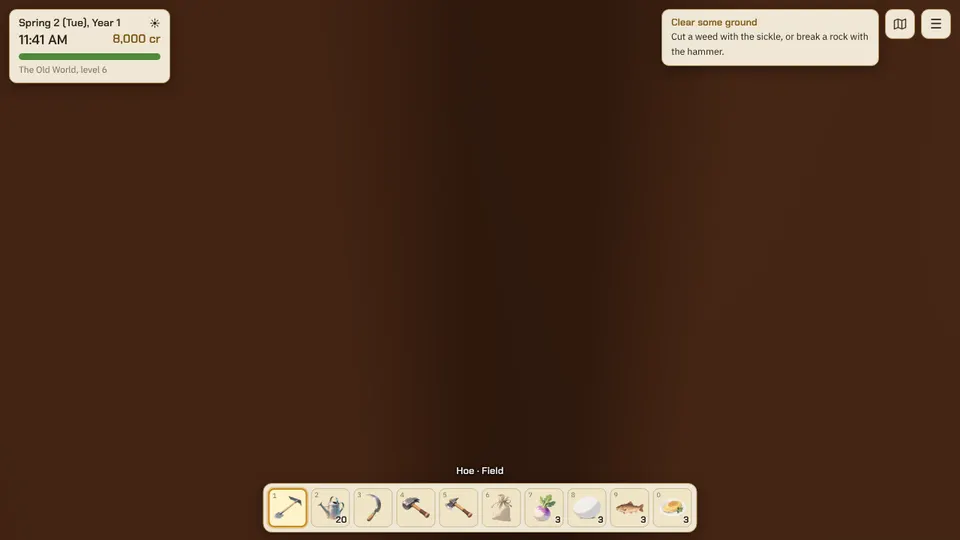 Spring 2 (Tue), Year 1
11:41 AM 8,000 cr
The Old World, level 6
Clear some ground
Cut a weed with the sickle, or break a rock with
the hammer.
Hoe · Field
1 2 3 4 5 6 7 8 9 0
20 3 3 3 3